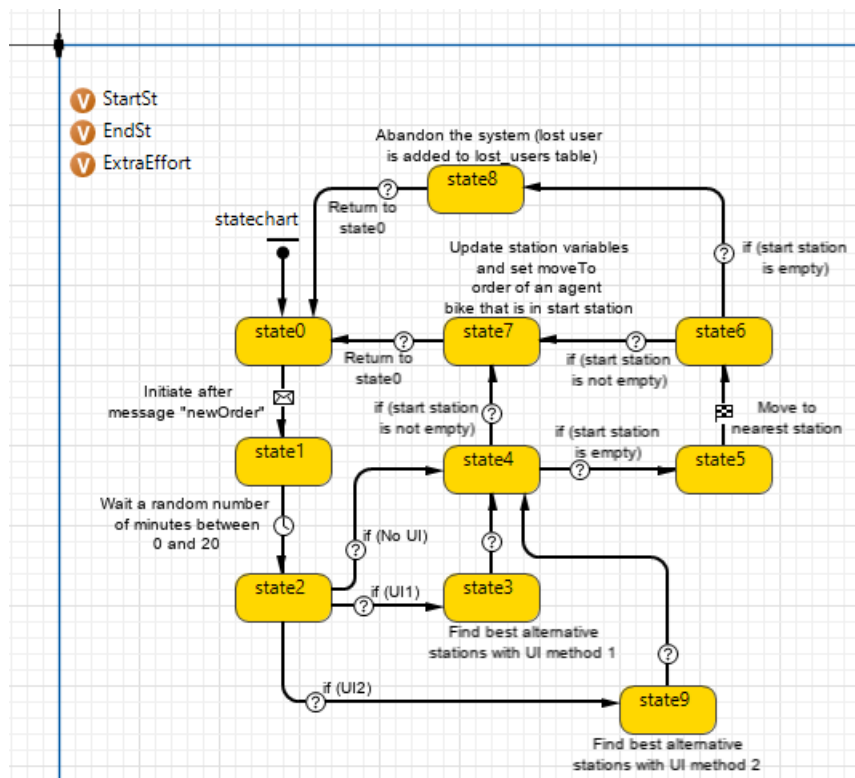 V StartSt
V EndSt
V ExtraEffort
Abandon the system (lost user
is added to lost_users table)
state8
?
Return to
state0
statechart
Update station variables
and set moveTo
order of an agent
bike that is in start station
?
if (start station
is empty)
state0
?
Return to
state0
state7
?
if (start station
is not empty)
state6
Initiate after
message "newOrder"
if (start station
is not empty)
?
if (start station
is empty)
?
Move to
nearest station
state1
state4
state5
Wait a random number
of minutes between
0 and 20
?
if (No UI)
?
state2
?
if (UI1)
state3
Find best alternative
stations with UI method 1
?
?
if (UI2)
state9
Find best alternative
stations with UI method 2